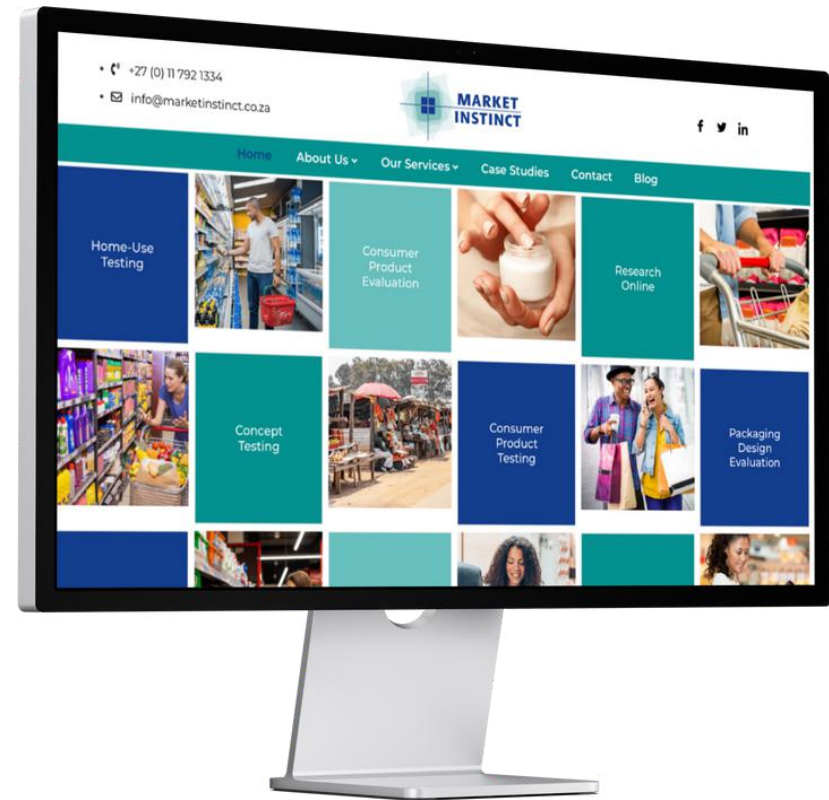 +27 (0) 11 792 1334
info@marketinstinct.co.za
MARKET
INSTINCT
Home About Us Our Services Case Studies Contact Blog
Home-Use
Testing
Consumer
Product
Evaluation
Research
Online
Concept
Testing
Consumer
Product
Testing
Packaging
Design
Evaluation